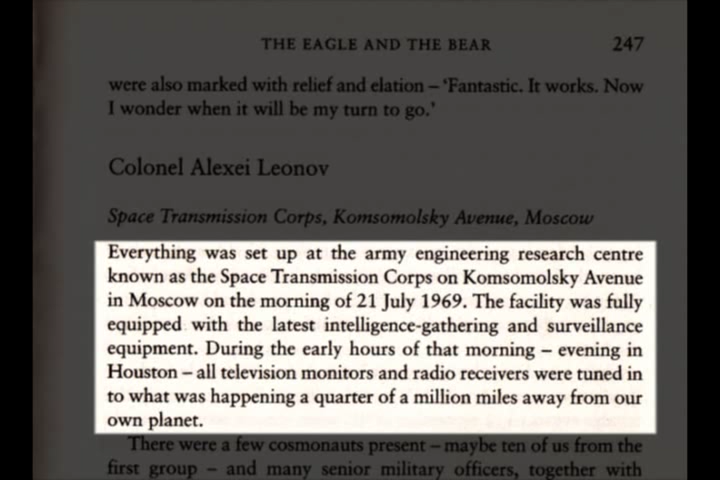 THE EAGLE AND THE BEAR 247
were also marked with relief and elation – ‘Fantastic. It works. Now
I wonder when it will be my turn to go.’
Colonel Alexei Leonov
Space Transmission Corps, Komsomolsky Avenue, Moscow
Everything was set up at the army engineering research centre
known as the Space Transmission Corps on Komsomolsky Avenue
in Moscow on the morning of 21 July 1969. The facility was fully
equipped with the latest intelligence-gathering and surveillance
equipment. During the early hours of that morning – evening in
Houston – all television monitors and radio receivers were tuned in
to what was happening a quarter of a million miles away from our
own planet.
There were a few cosmonauts present – maybe ten of us from the
first group – and many senior military officers, together with